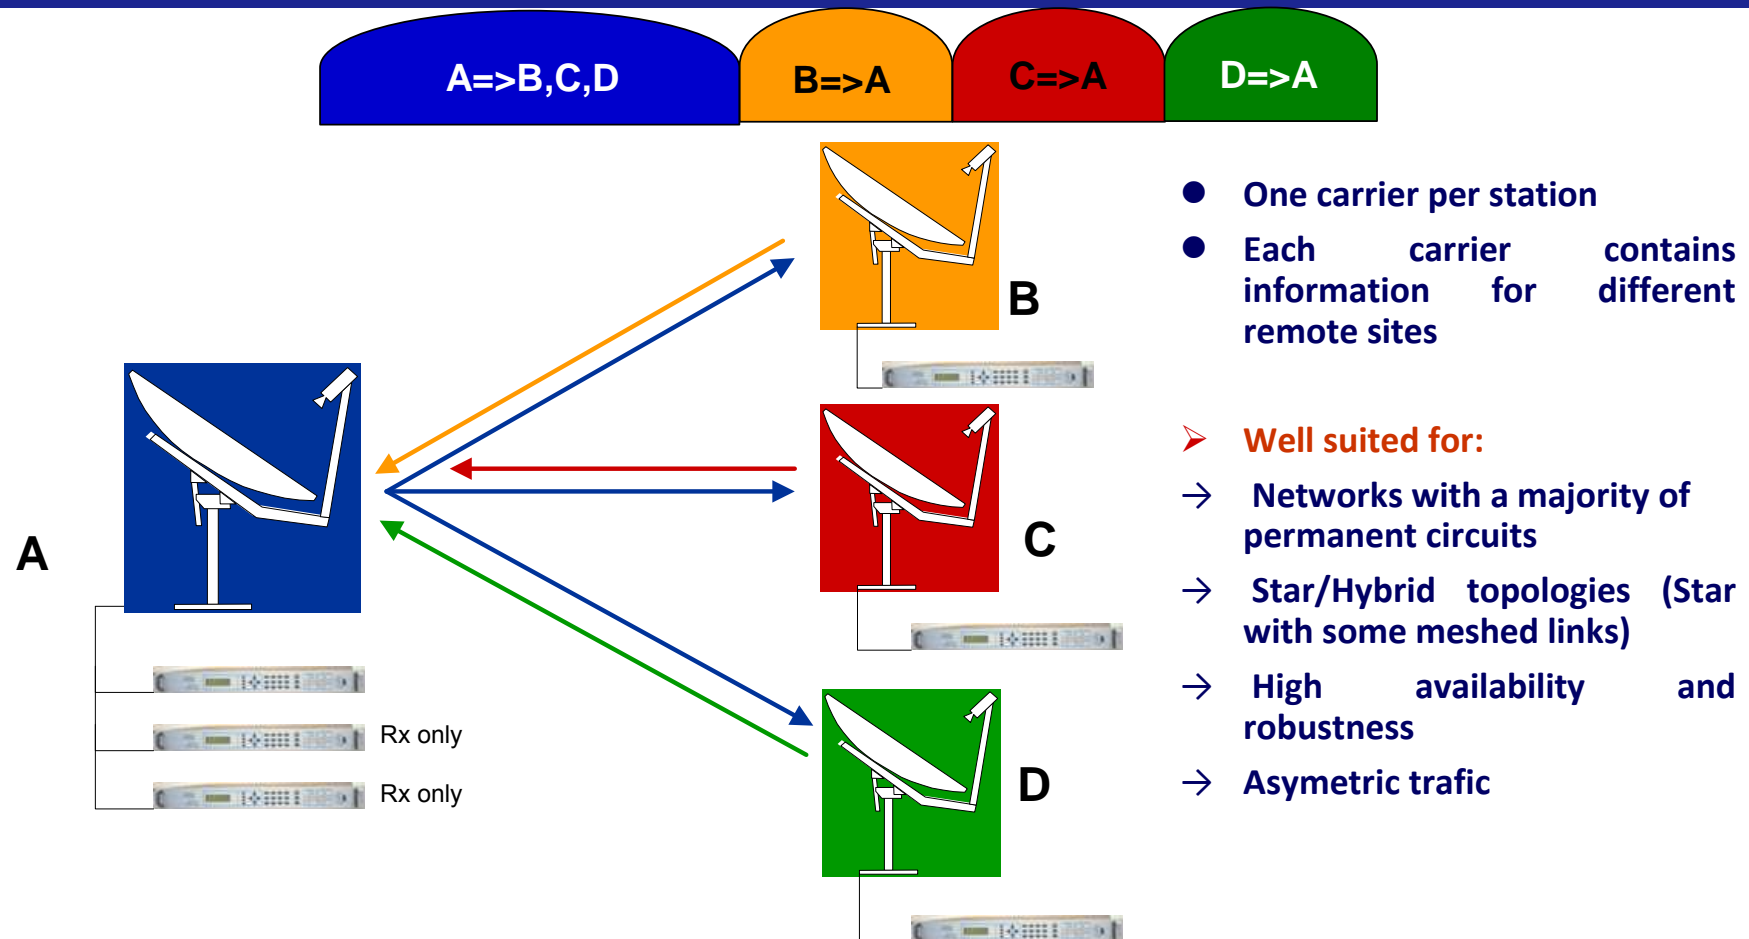 A=>B,C,D
B=>A
C=>A
D=>A
B
C
A
D
Rx only
Rx only
● One carrier per station
● Each carrier contains
information for different
remote sites
➢ Well suited for:
→ Networks with a majority of
permanent circuits
→ Star/Hybrid topologies (Star
with some meshed links)
→ High availability and
robustness
→ Asymetric trafic